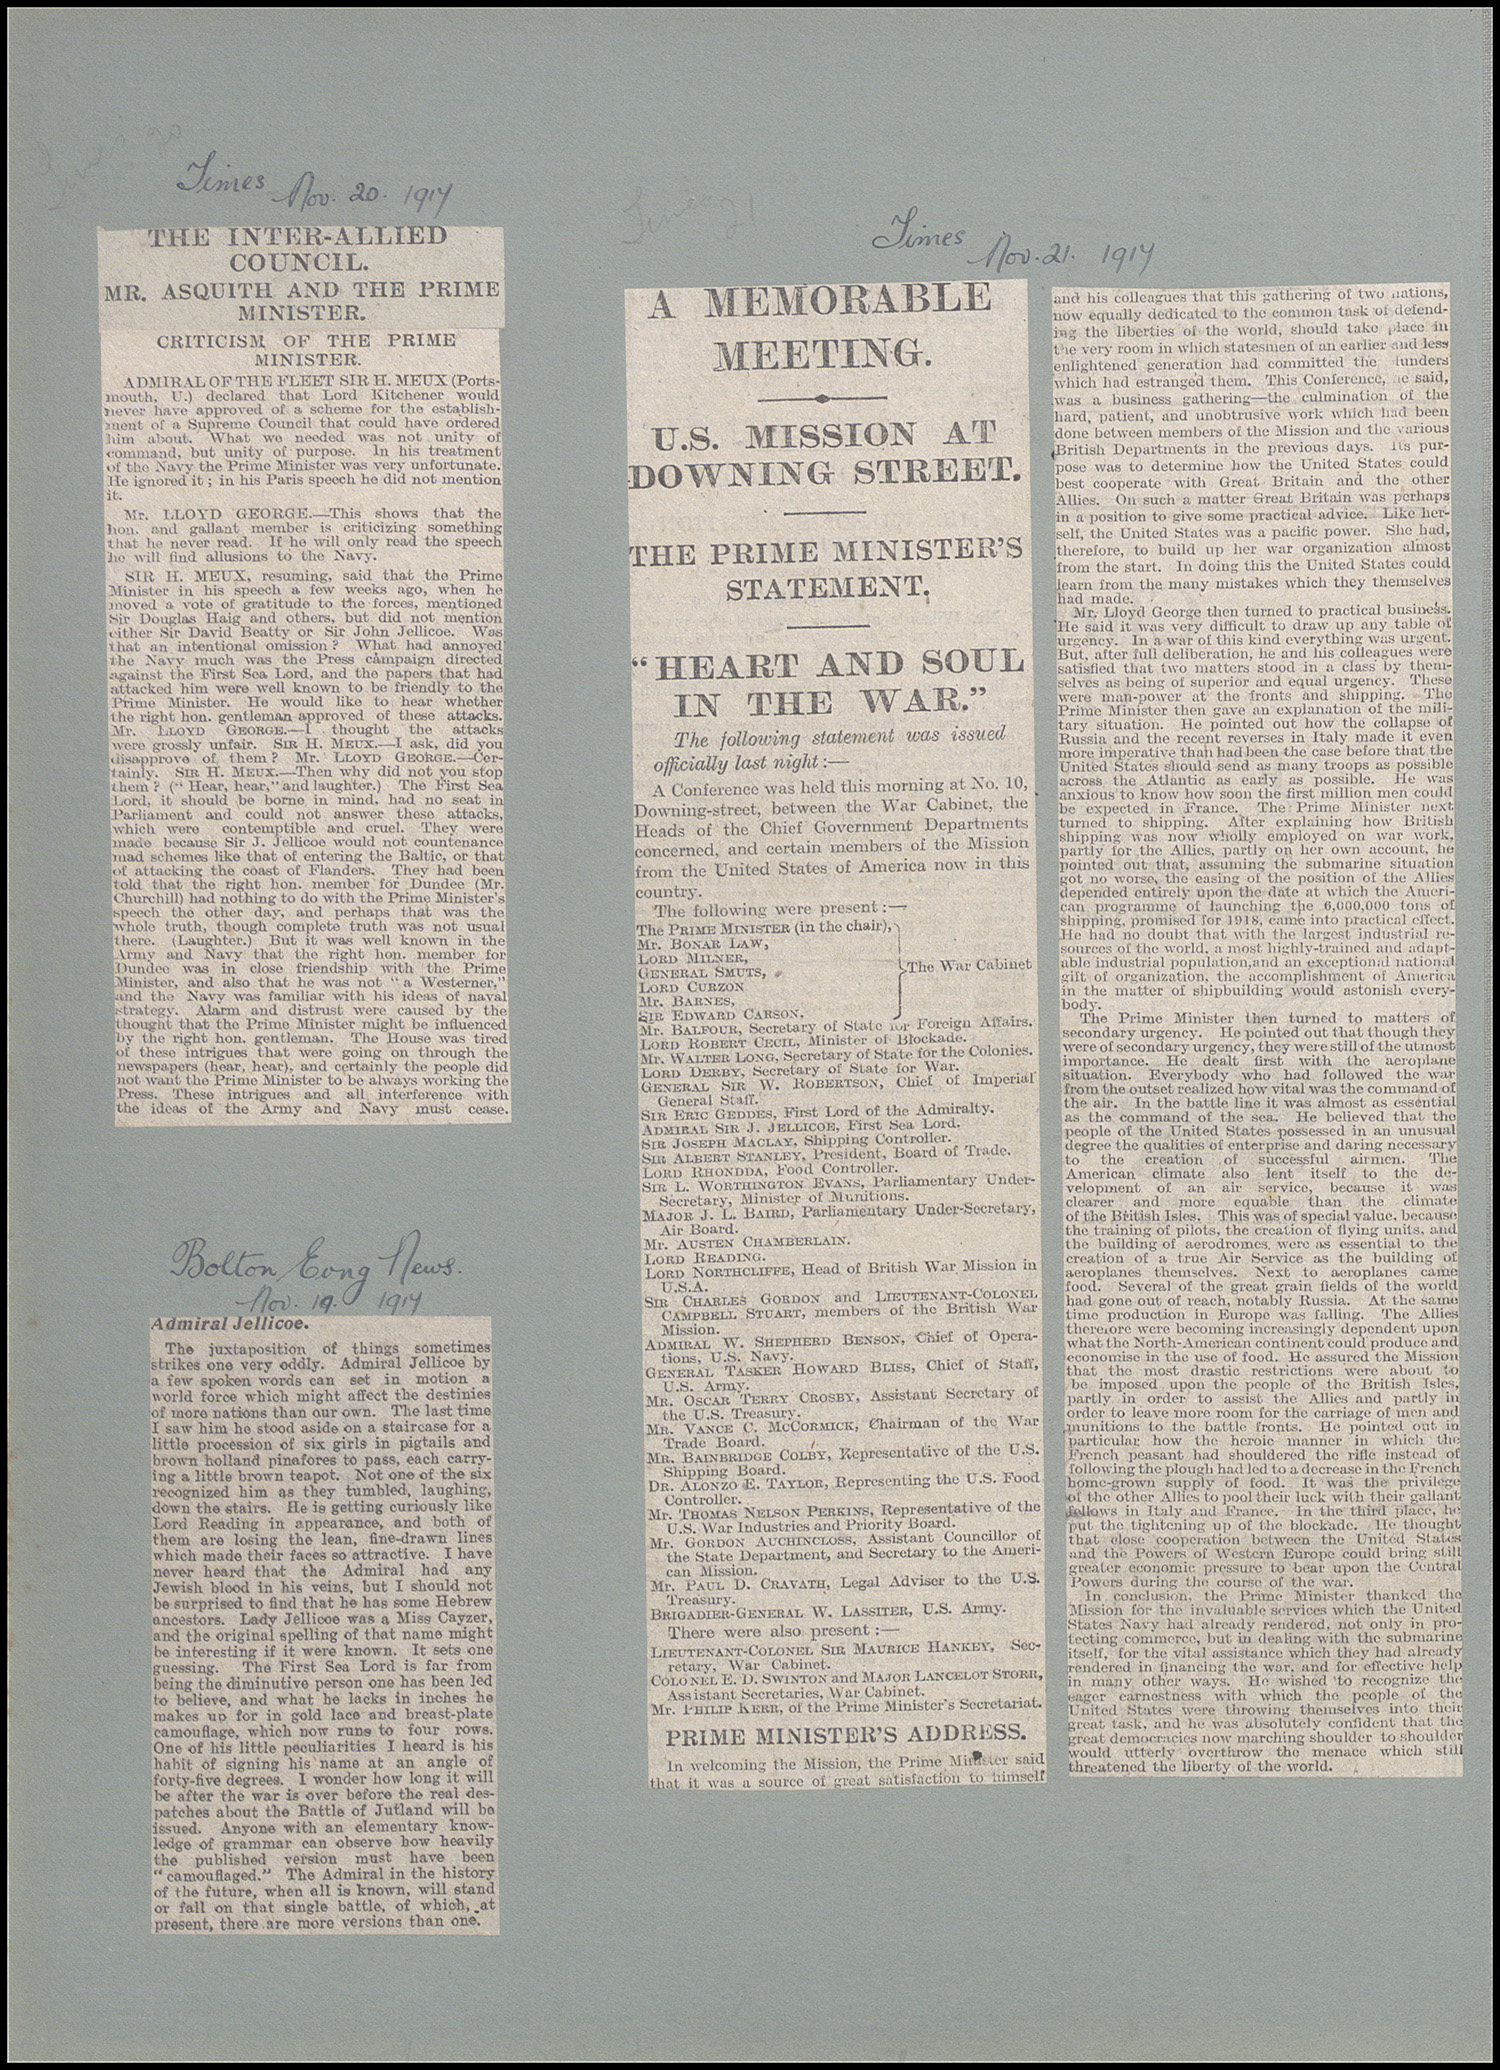 Times Nov. 20. 1917
THE INTER-ALLIED
COUNCIL.
MR. ASQUITH AND THE PRIME
MINISTER.
CRITICISM OF THE PRIME
MINISTER.
ADMIRAL OF THE FLEET SIR H. MEUX (Ports-
mouth, U.) declared that Lord Kitchener would
never have approved of a scheme for the establish-
ment of a Supreme Council that could have ordered
him about. What we needed was not unity of
command, but unity of purpose. In his treatment
of the Navy the Prime Minister was very unfortunate.
He ignored it; in his Paris speech he did not mention
it.
Mr. LLOYD GEORGE.—This shows that the
hon. and gallant member is criticizing something
that he never read. If he will only read the speech
he will find allusions to the Navy.
SIR H. MEUX, resuming, said that the Prime
Minister in his speech a few weeks ago, when he
moved a vote of gratitude to the forces, mentioned
Sir Douglas Haig and others, but did not mention
either Sir David Beatty or Sir John Jellicoe. Was
that an intentional omission? What had annoyed
the Navy much was the Press campaign directed
against the First Sea Lord, and the papers that had
attacked him were well known to be friendly to the
Prime Minister. He would like to hear whether
the right hon. gentleman approved of these attacks.
Mr. LLOYD GEORGE.—I thought the attacks
were grossly unfair. SIR H. MEUX.—I ask, did you
disapprove of them? Mr. LLOYD GEORGE.—Cer-
tainly. SIR H. MEUX.—Then why did not you stop
them? ("Hear, hear," and laughter.) The First Sea
Lord, it should be borne in mind, had no seat in
Parliament and could not answer these attacks,
which were contemptible and cruel. They were
made because Sir J. Jellicoe would not countenance
mad schemes like that of entering the Baltic, or that
of attacking the coast of Flanders. They had been
told that the right hon. member for Dundee (Mr.
Churchill) had nothing to do with the Prime Minister's
speech the other day, and perhaps that was the
whole truth, though complete truth was not usual
there. (Laughter.) But it was well known in the
Army and Navy that the right hon. member for
Dundee was in close friendship with the Prime
Minister, and also that he was not "a Westerner,"
and the Navy was familiar with his ideas of naval
strategy. Alarm and distrust were caused by the
thought that the Prime Minister might be influenced
by the right hon. gentleman. The House was tired
of these intrigues that were going on through the
newspapers (hear, hear), and certainly the people did
not want the Prime Minister to be always working the
Press. These intrigues and all interference with
the ideas of the Army and Navy must cease.
Bolton Evng News.
Nov. 19. 1917
Admiral Jellicoe.
The juxtaposition of things sometimes
strikes one very oddly. Admiral Jellicoe by
a few spoken words can set in motion a
world force which might affect the destinies
of more nations than our own. The last time
I saw him he stood aside on a staircase for a
little procession of six girls in pigtails and
brown holland pinafores to pass, each carry-
ing a little brown teapot. Not one of the six
recognized him as they tumbled, laughing,
down the stairs. He is getting curiously like
Lord Reading in appearance, and both of
them are losing the lean, fine-drawn lines
which made their faces so attractive. I have
never heard that the Admiral had any
Jewish blood in his veins, but I should not
be surprised to find that he has some Hebrew
ancestors. Lady Jellicoe was a Miss Cayzer,
and the original spelling of that name might
be interesting if it were known. It sets one
guessing. The First Sea Lord is far from
being the diminutive person one has been led
to believe, and what he lacks in inches he
makes up for in gold lace and breast-plate
camouflage, which now runs to four rows.
One of his little peculiarities I heard is his
habit of signing his name at an angle of
forty-five degrees. I wonder how long it will
be after the war is over before the real des-
patches about the Battle of Jutland will be
issued. Anyone with an elementary know-
ledge of grammar can observe how heavily
the published version must have been
"camouflaged." The Admiral in the history
of the future, when all is known, will stand
or fall on that single battle, of which, at
present, there are more versions than one.
Times 21
Times Nov. 21. 1917
A MEMORABLE
MEETING.
U.S. MISSION AT
DOWNING STREET.
THE PRIME MINISTER'S
STATEMENT.
"HEART AND SOUL
IN THE WAR."
The following statement was issued
officially last night:—
A Conference was held this morning at No. 10,
Downing-street, between the War Cabinet, the
Heads of the Chief Government Departments
concerned, and certain members of the Mission
from the United States of America now in this
country.
The following were present:—
The PRIME MINISTER (in the chair),
Mr. BONAR LAW,
LORD MILNER,
GENERAL SMUTS,
The War Cabinet
LORD CURZON
Mr. BARNES,
SIR EDWARD CARSON.
Mr. BALFOUR, Secretary of State for Foreign Affairs.
LORD ROBERT CECIL, Minister of Blockade.
Mr. WALTER LONG, Secretary of State for the Colonies.
LORD DERBY, Secretary of State for War.
GENERAL SIR W. ROBERTSON, Chief of Imperial
General Staff.
SIR ERIC GEDDES, First Lord of the Admiralty.
ADMIRAL SIR J. JELLICOE, First Sea Lord.
SIR JOSEPH MACLAY, Shipping Controller.
SIR ALBERT STANLEY, President, Board of Trade.
LORD RHONDDA, Food Controller.
SIR L. WORTHINGTON EVANS, Parliamentary Under-
Secretary, Minister of Munitions.
MAJOR J. L. BAIRD, Parliamentary Under-Secretary,
Air Board.
Mr. AUSTEN CHAMBERLAIN.
LORD READING.
LORD NORTHCLIFFE, Head of British War Mission in
U.S.A.
SIR CHARLES GORDON and LIEUTENANT-COLONEL
CAMPBELL STUART, members of the British War
Mission.
ADMIRAL W. SHEPHERD BENSON, Chief of Opera-
tions, U.S. Navy.
GENERAL TASKER HOWARD BLISS, Chief of Staff,
U.S. Army.
MR. OSCAR TERRY CROSBY, Assistant Secretary of
the U.S. Treasury.
MR. VANCE C. MCCORMICK, Chairman of the War
Trade Board.
MR. BAINBRIDGE COLBY, Representative of the U.S.
Shipping Board.
DR. ALONZO E. TAYLOR, Representing the U.S. Food
Controller.
Mr. THOMAS NELSON PERKINS, Representative of the
U.S. War Industries and Priority Board.
Mr. GORDON AUCHINCLOSS, Assistant Councillor of
the State Department, and Secretary to the Ameri-
can Mission.
Mr. PAUL D. CRAVATH, Legal Adviser to the U.S.
Treasury.
BRIGADIER-GENERAL W. LASSITER, U.S. Army.
There were also present:—
LIEUTENANT-COLONEL SIR MAURICE HANKEY, Sec-
retary, War Cabinet.
COLONEL E. D. SWINTON and MAJOR LANCELOT STORR,
Assistant Secretaries, War Cabinet.
Mr. PHILIP KERR, of the Prime Minister's Secretariat.
PRIME MINISTER'S ADDRESS.
In welcoming the Mission, the Prime Minister said
that it was a source of great satisfaction to himself
and his colleagues that this gathering of two nations,
now equally dedicated to the common task of defend-
ing the liberties of the world, should take place in
the very room in which statesmen of an earlier and less
enlightened generation had committed the lunders
which had estranged them. This Conference, he said,
was a business gathering—the culmination of the
hard, patient, and unobtrusive work which had been
done between members of the Mission and the various
British Departments in the previous days. Its pur-
pose was to determine how the United States could
best cooperate with Great Britain and the other
Allies. On such a matter Great Britain was perhaps
in a position to give some practical advice. Like her-
self, the United States was a pacific power. She had,
therefore, to build up her war organization almost
from the start. In doing this the United States could
learn from the many mistakes which they themselves
had made.
Mr. Lloyd George then turned to practical business.
He said it was very difficult to draw up any table of
urgency. In a war of this kind everything was urgent.
But, after full deliberation, he and his colleagues were
satisfied that two matters stood in a class by them-
selves as being of superior and equal urgency. These
were man-power at the fronts and shipping. The
Prime Minister then gave an explanation of the mili-
tary situation. He pointed out how the collapse of
Russia and the recent reverses in Italy made it even
more imperative than had been the case before that the
United States should send as many troops as possible
across the Atlantic as early as possible. He was
anxious to know how soon the first million men could
be expected in France. The Prime Minister next
turned to shipping. After explaining how British
shipping was now wholly employed on war work,
partly for the Allies, partly on her own account, he
pointed out that, assuming the submarine situation
got no worse, the easing of the position of the Allies
depended entirely upon the date at which the Ameri-
can programme of launching the 6,000,000 tons of
shipping, promised for 1918, came into practical effect.
He had no doubt that with the largest industrial re-
sources of the world, a most highly-trained and adapt-
able industrial population, and an exceptional national
gift of organization, the accomplishment of America
in the matter of shipbuilding would astonish every-
body.
The Prime Minister then turned to matters of
secondary urgency. He pointed out that though they
were of secondary urgency, they were still of the utmost
importance. He dealt first with the aeroplane
situation. Everybody who had followed the war
from the outset realized how vital was the command of
the air. In the battle line it was almost as essential
as the command of the sea. He believed that the
people of the United States possessed in an unusual
degree the qualities of enterprise and daring necessary
to the creation of successful airmen. The
American climate also lent itself to the de-
velopment of an air service, because it was
clearer and more equable than the climate
of the British Isles. This was of special value, because
the training of pilots, the creation of flying units, and
the building of aerodromes, were as essential to the
creation of a true Air Service as the building of
aeroplanes themselves. Next to aeroplanes came
food. Several of the great grain fields of the world
had gone out of reach, notably Russia. At the same
time production in Europe was falling. The Allies
therefore were becoming increasingly dependent upon
what the North-American continent could produce and
economise in the use of food. He assured the Mission
that the most drastic restrictions were about to
be imposed upon the people of the British Isles,
partly in order to assist the Allies and partly in
order to leave more room for the carriage of men and
munitions to the battle fronts. He pointed out in
particular how the heroic manner in which the
French peasant had shouldered the rifle instead of
following the plough had led to a decrease in the French
home-grown supply of food. It was the privilege
of the other Allies to pool their luck with their gallant
fellows in Italy and France. In the third place, he
put the tightening up of the blockade. He thought
that close cooperation between the United States
and the Powers of Western Europe could bring still
greater economic pressure to bear upon the Central
Powers during the course of the war.
In conclusion, the Prime Minister thanked the
Mission for the invaluable services which the United
States Navy had already rendered, not only in pro-
tecting commerce, but in dealing with the submarine
itself, for the vital assistance which they had already
rendered in financing the war, and for effective help
in many other ways. He wished to recognize the
eager earnestness with which the people of the
United States were throwing themselves into their
great task, and he was absolutely confident that the
great democracies now marching shoulder to shoulder
would utterly overthrow the menace which still
threatened the liberty of the world.